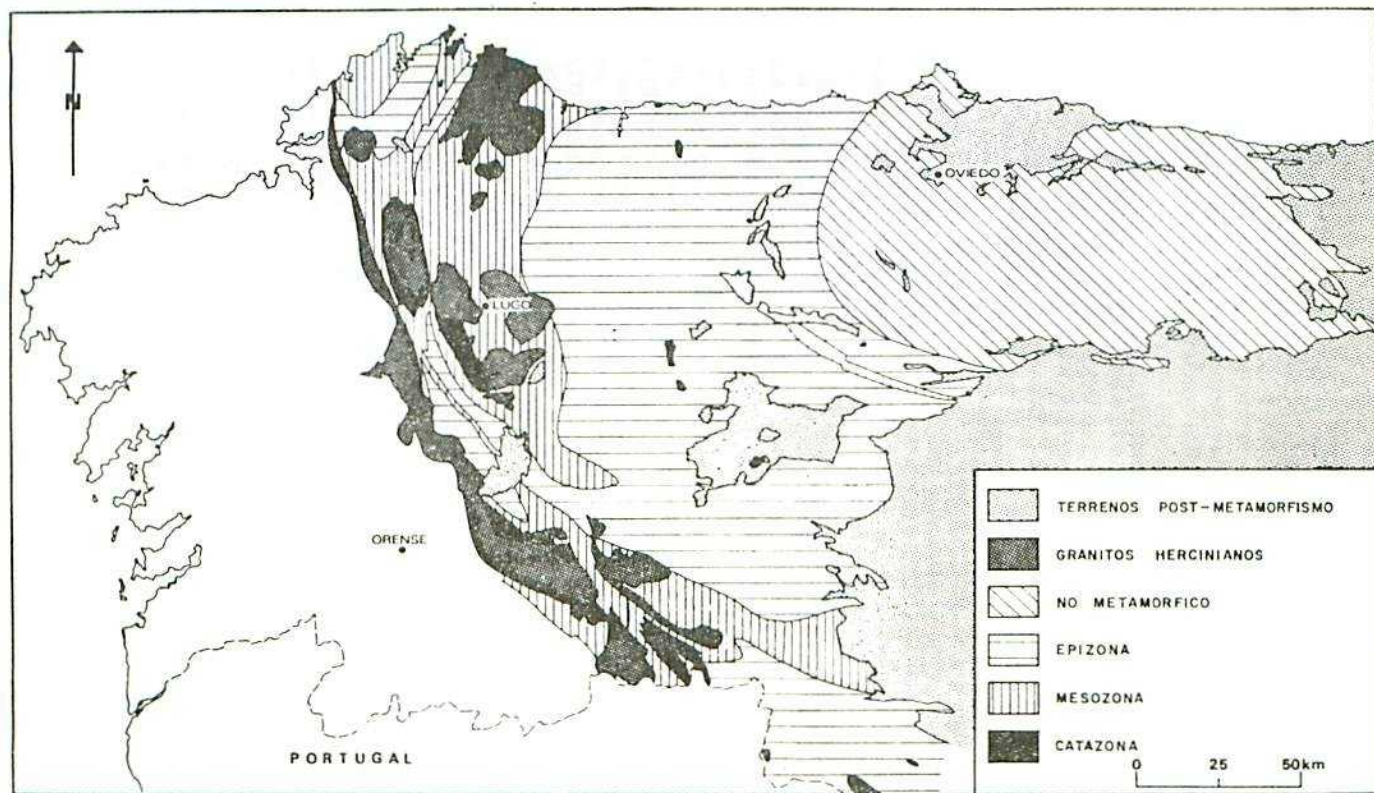 N
OVIEDO
LUGO
ORENSE
PORTUGAL
TERRENOS POST-METAMORFISMO
GRANITOS HERCINIANOS
NO METAMORFICO
EPIZONA
MESOZONA
CATAZONA
0 25 50km